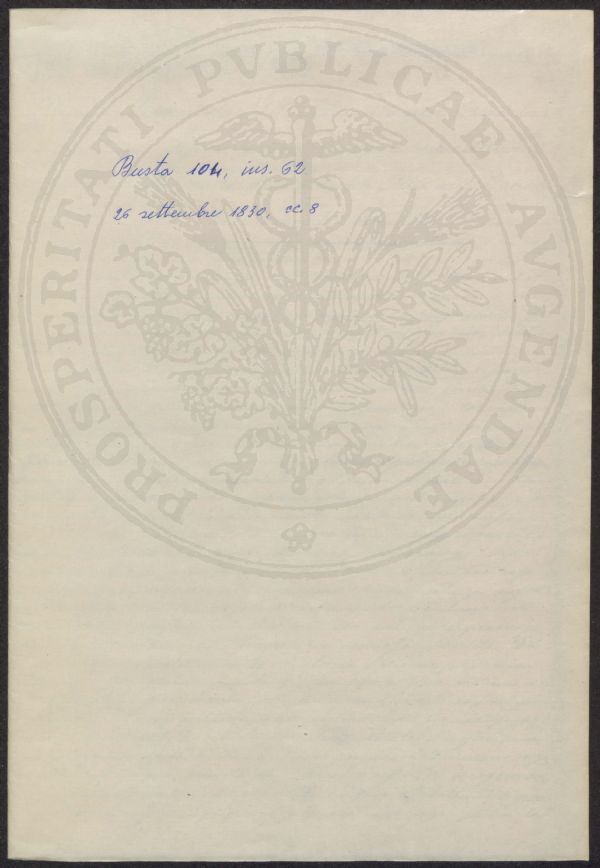 PROSPERITATI PVBLICAE AVGENDAE
Busta 104, ins. 62
26 settembre 1830, cc. 8